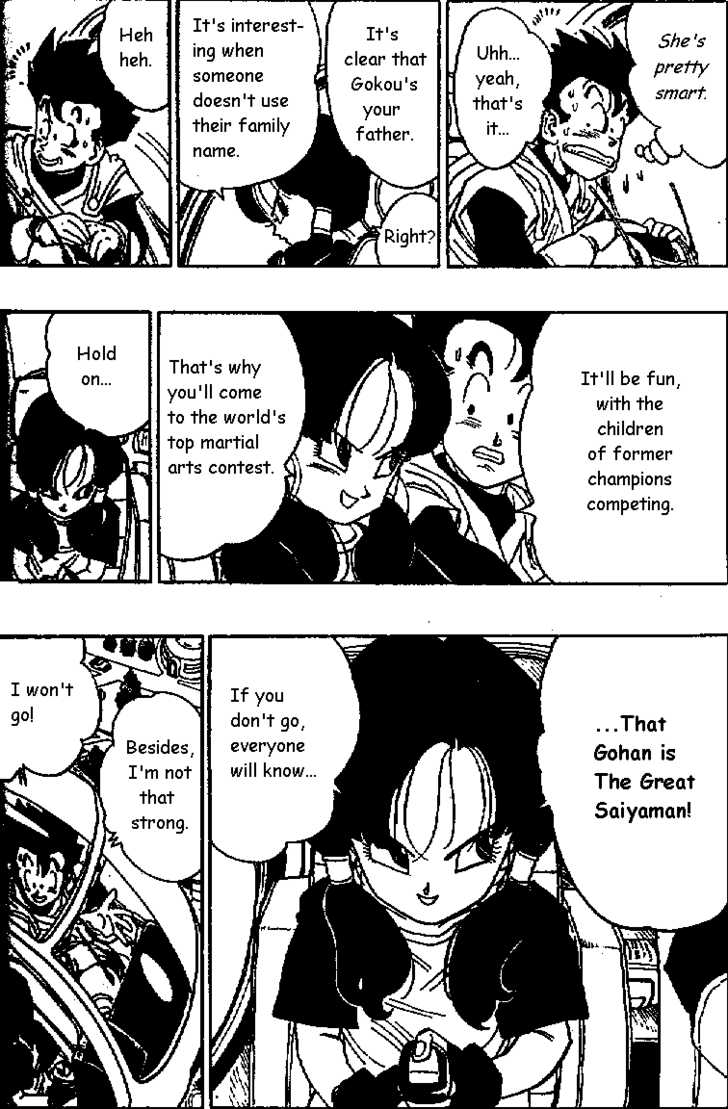 Heh
heh.
It's interest-
ing when
someone
doesn't use
their family
name.
It's
clear that
Gokou's
your
father.
Right?
Uhh...
yeah,
that's
it...
She's
pretty
smart.
Hold
on...
That's why
you'll come
to the world's
top martial
arts contest.
It'll be fun,
with the
children
of former
champions
competing.
I won't
go!
Besides,
I'm not
that
strong.
If you
don't go,
everyone
will know...
...That
Gohan is
The Great
Saiyaman!